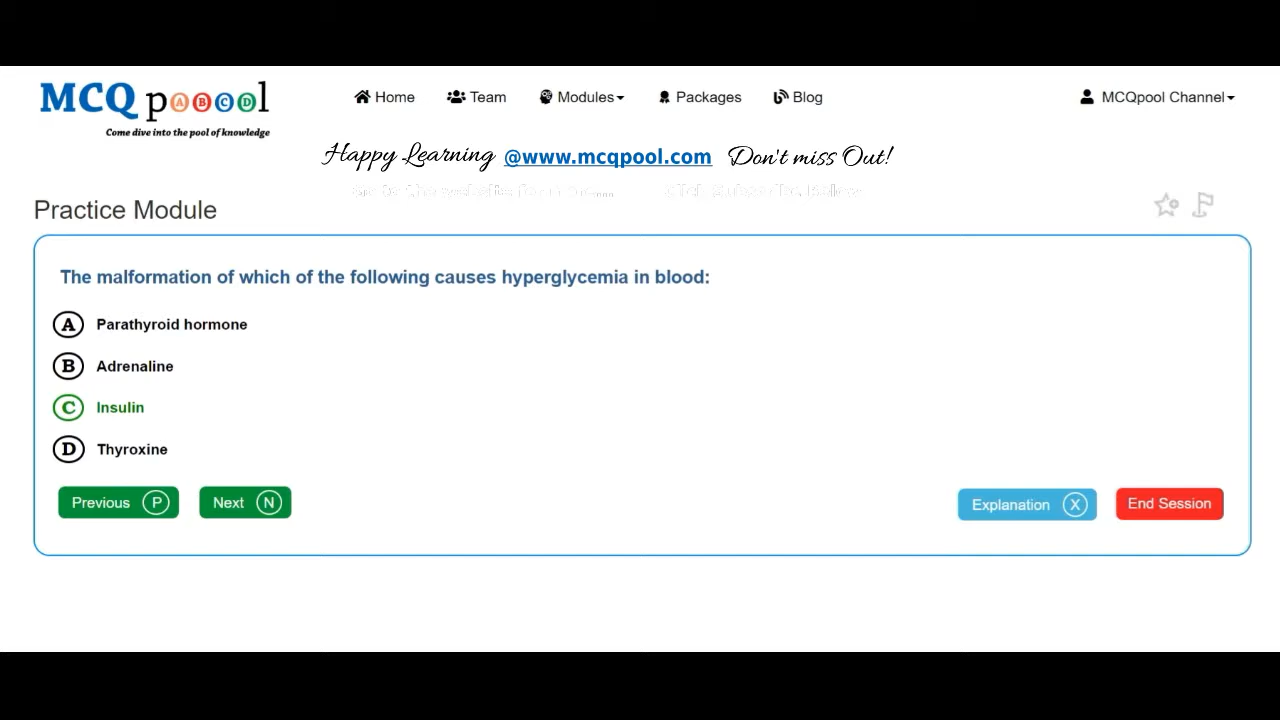 MCQ pooool
Come dive into the pool of knowledge
Home Team Modules Packages Blog MCQpool Channel
Happy Learning @www.mcqpool.com Don't miss Out!
Practice Module
The malformation of which of the following causes hyperglycemia in blood:
A Parathyroid hormone
B Adrenaline
C Insulin
D Thyroxine
Previous P Next N Explanation X End Session